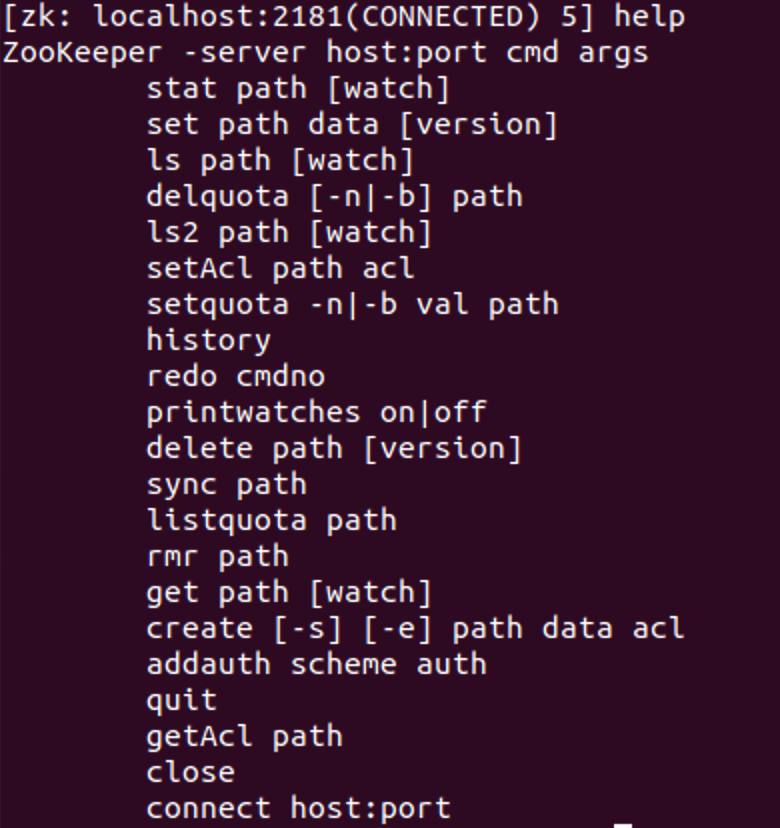 [zk: localhost:2181(CONNECTED) 5] help
ZooKeeper -server host:port cmd args
stat path [watch]
set path data [version]
ls path [watch]
delquota [-n|-b] path
ls2 path [watch]
setAcl path acl
setquota -n|-b val path
history
redo cmdno
printwatches on|off
delete path [version]
sync path
listquota path
rmr path
get path [watch]
create [-s] [-e] path data acl
addauth scheme auth
quit
getAcl path
close
connect host:port